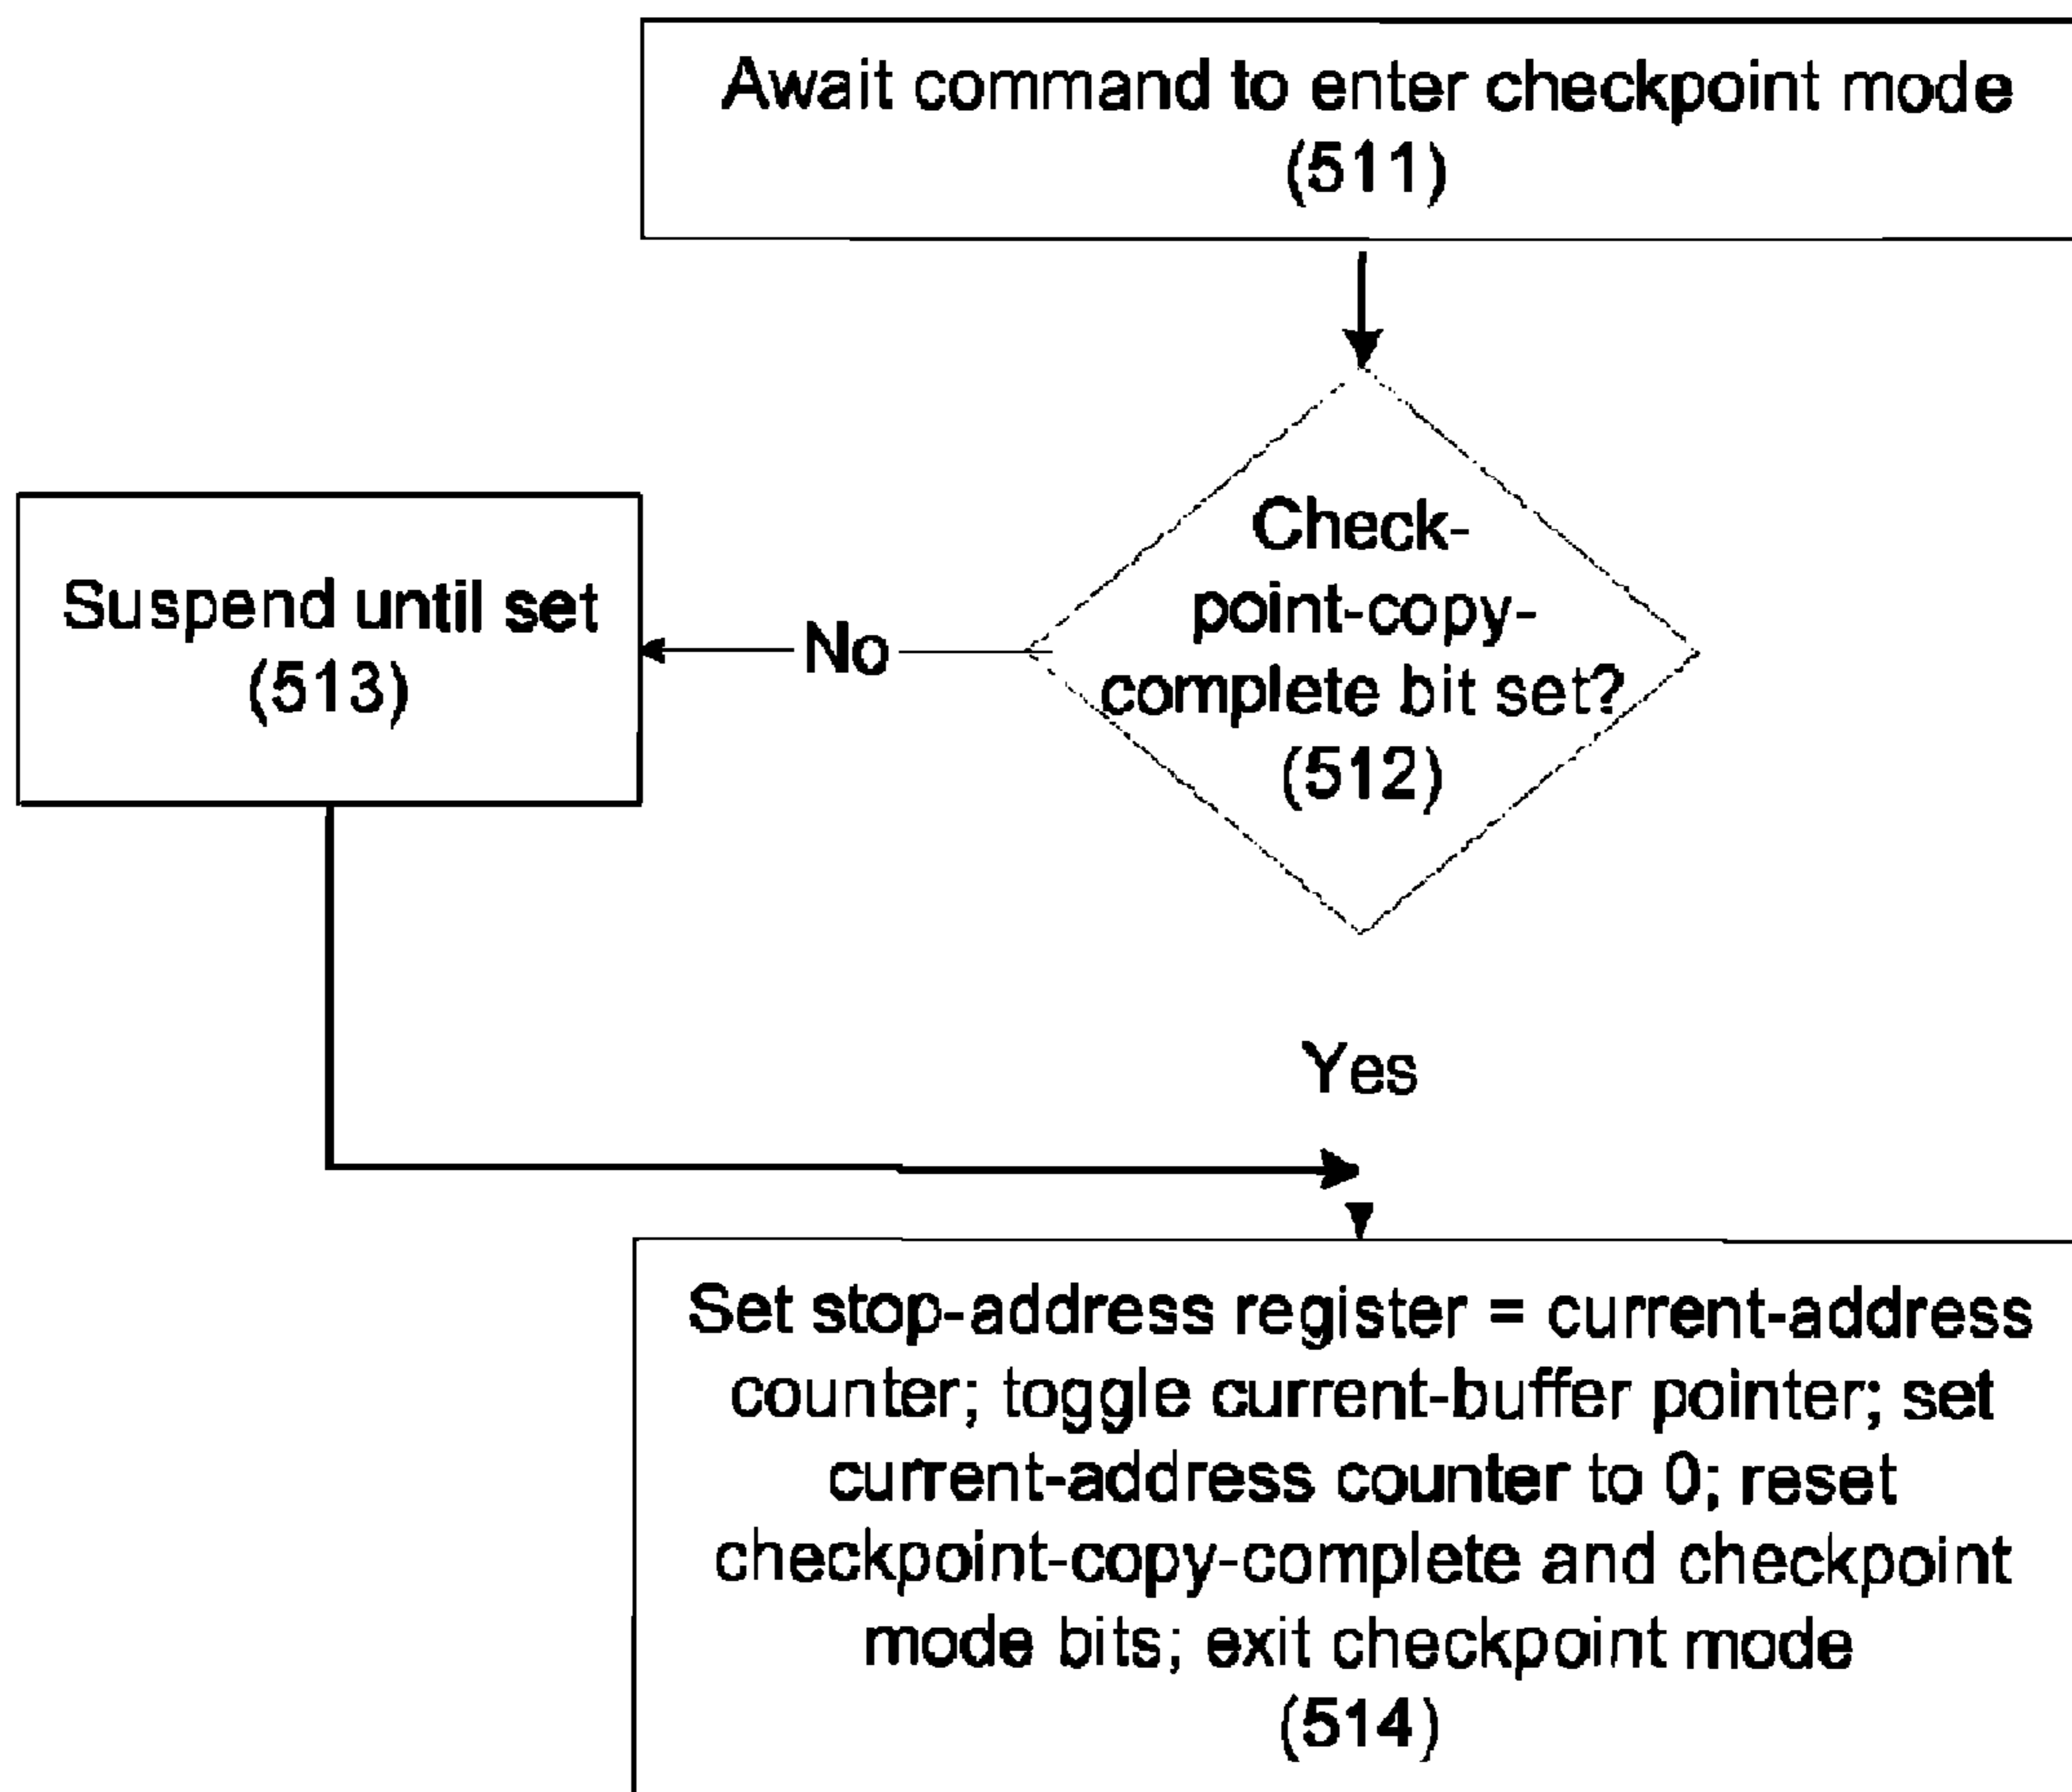 Await command to enter checkpoint mode
(511)
Check-
point-copy-
complete bit set?
(512)
No
Suspend until set
(513)
Yes
Set stop-address register = current-address
counter; toggle current-buffer pointer; set
current-address counter to 0; reset
checkpoint-copy-complete and checkpoint
mode bits; exit checkpoint mode
(514)